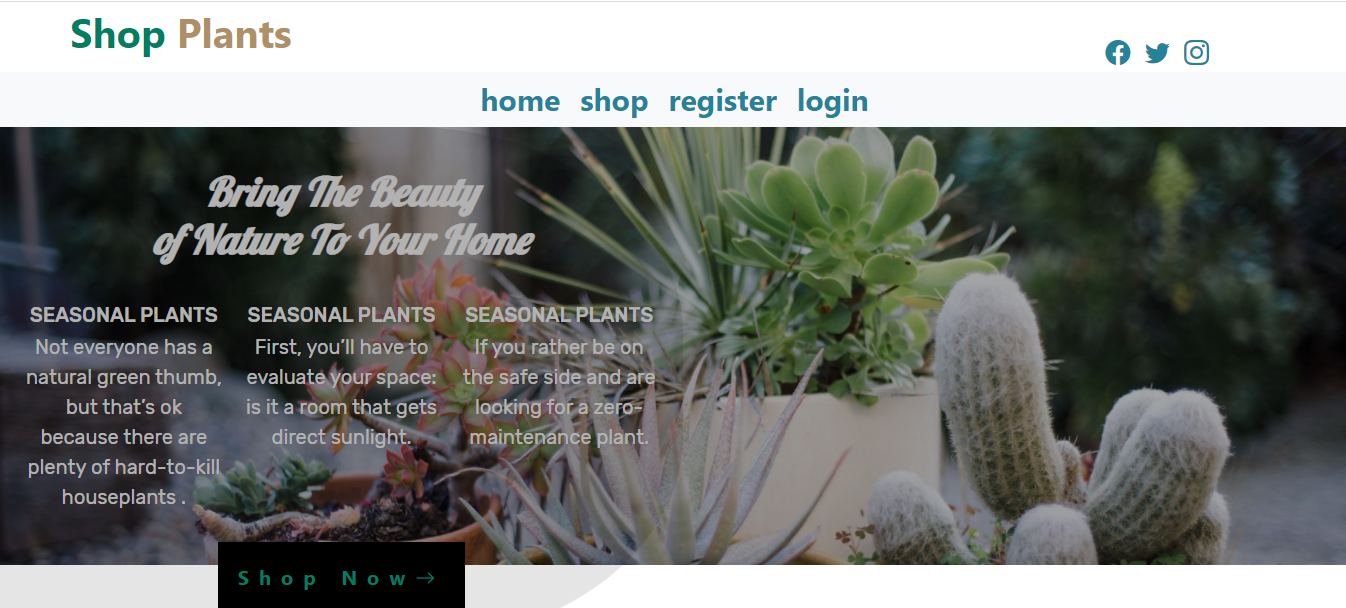 Shop Plants
home shop register login
Bring The Beauty
of Nature To Your Home
SEASONAL PLANTS
Not everyone has a
natural green thumb,
but that’s ok
because there are
plenty of hard-to-kill
houseplants .
SEASONAL PLANTS
First, you’ll have to
evaluate your space:
is it a room that gets
direct sunlight.
SEASONAL PLANTS
If you rather be on
the safe side and are
looking for a zero-
maintenance plant.
Shop Now→